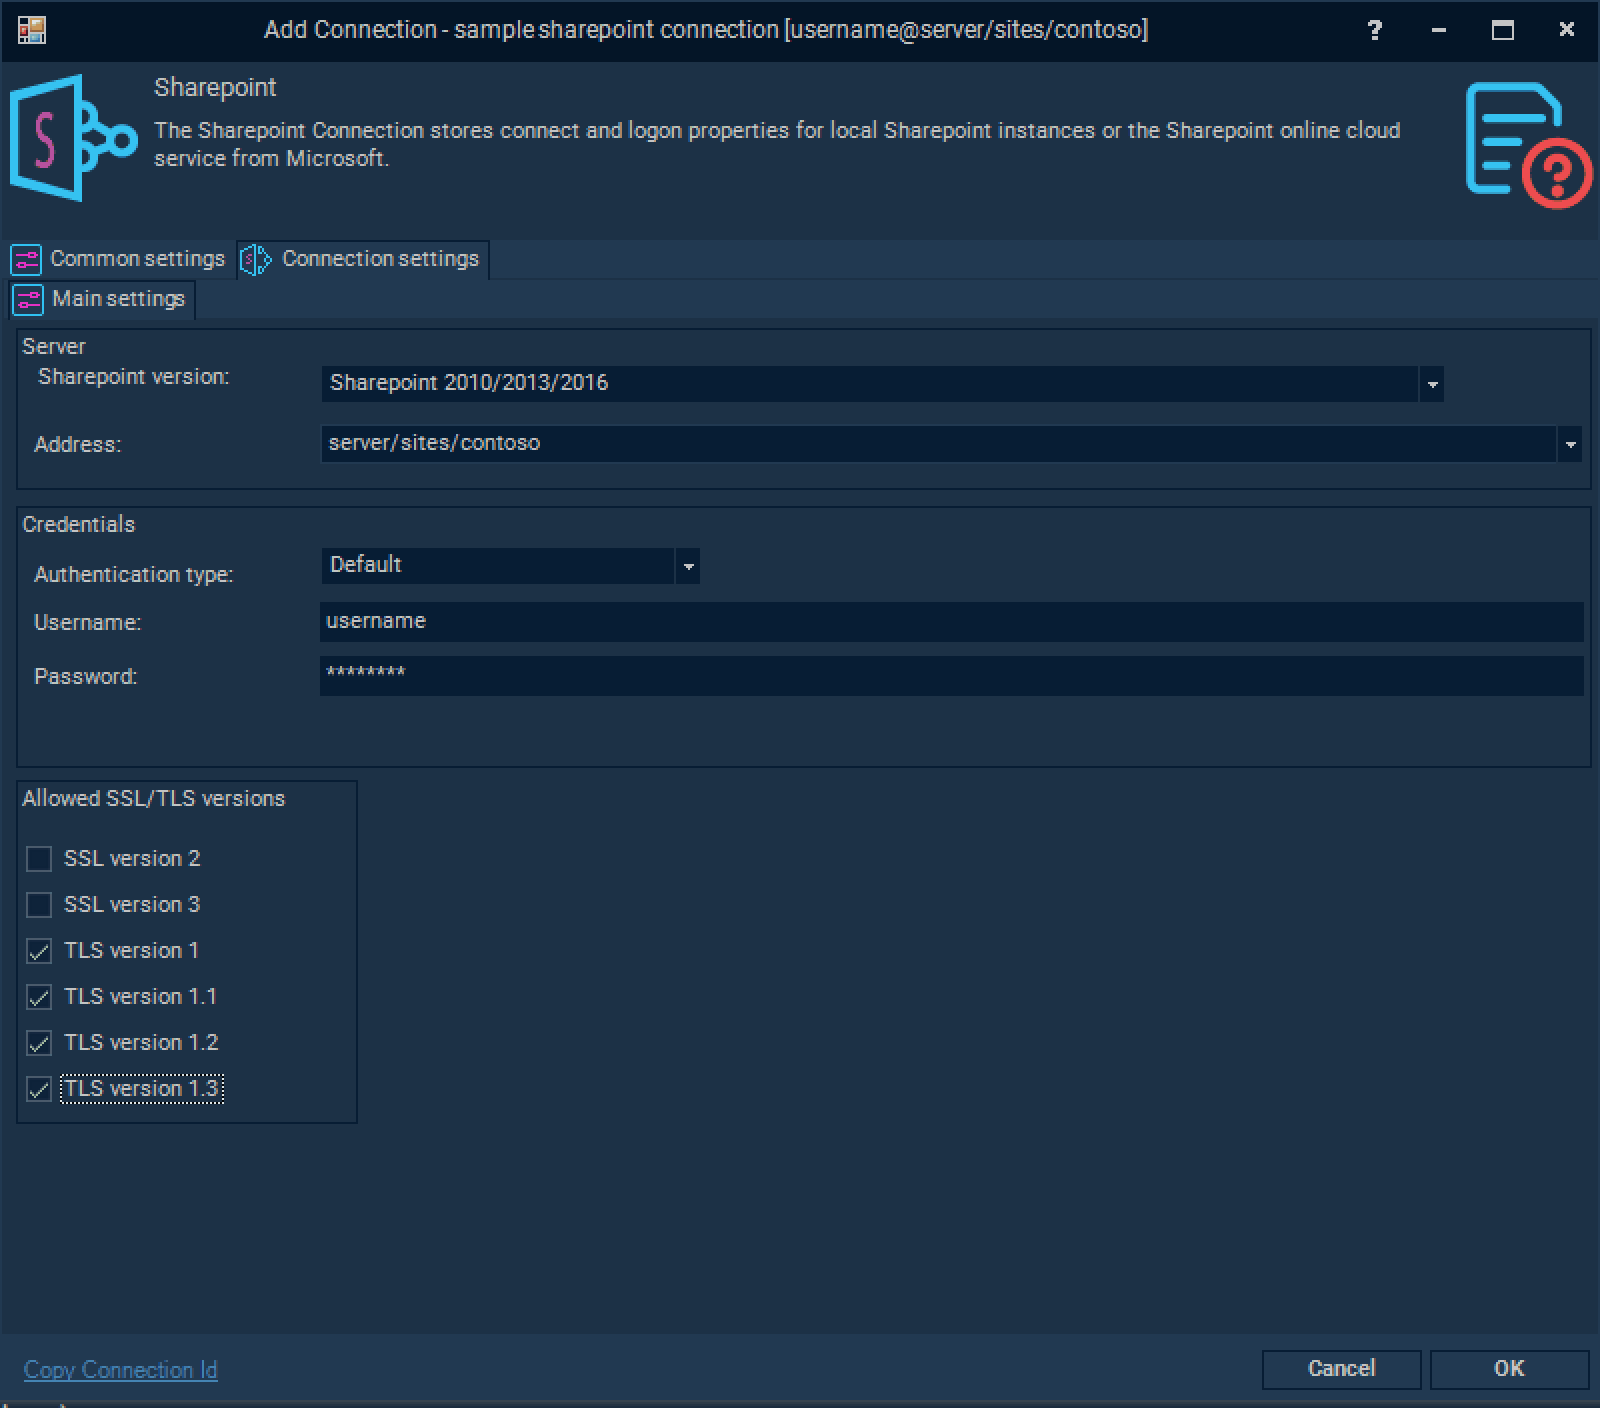 Add Connection - sample sharepoint connection [username@server/sites/contoso]
Sharepoint
The Sharepoint Connection stores connect and logon properties for local Sharepoint instances or the Sharepoint online cloud
service from Microsoft.
Common settings
Connection settings
Main settings
Server
Sharepoint version:
Sharepoint 2010/2013/2016
Address:
server/sites/contoso
Credentials
Authentication type:
Default
Username:
username
Password:
********
Allowed SSL/TLS versions
SSL version 2
SSL version 3
TLS version 1
TLS version 1.1
TLS version 1.2
TLS version 1.3
Copy Connection Id
Cancel
OK